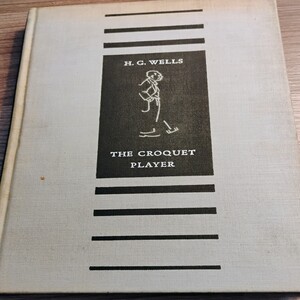 H. G. WELLS
THE CROQUET
PLAYER